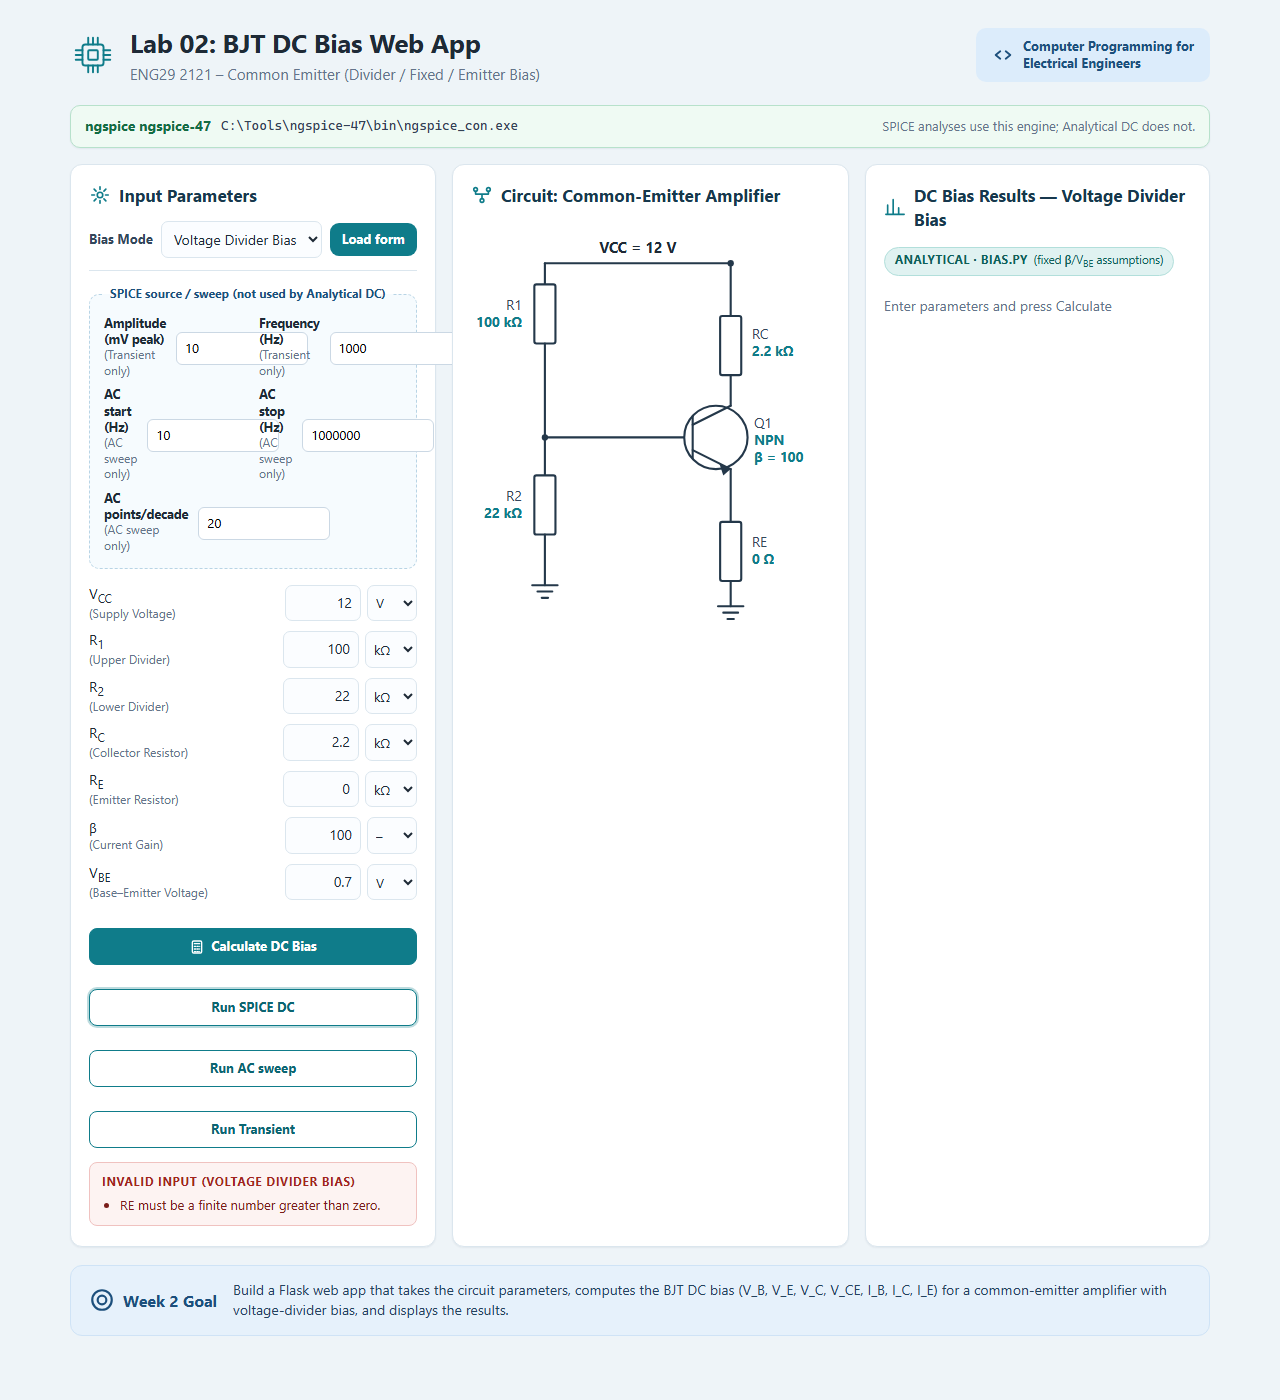 Lab 02: BJT DC Bias Web App
ENG29 2121 – Common Emitter (Divider / Fixed / Emitter Bias)
Computer Programming for
Electrical Engineers
ngspice ngspice-47 C:\Tools\ngspice-47\bin\ngspice_con.exe
SPICE analyses use this engine; Analytical DC does not.
Input Parameters
Bias Mode Voltage Divider Bias Load form
SPICE source / sweep (not used by Analytical DC)
Amplitude
(mV peak)
(Transient
only)
10
Frequency
(Hz)
(Transient
only)
1000
AC
start
(Hz)
(AC
sweep
only)
10
AC
stop
(Hz)
(AC
sweep
only)
1000000
AC
points/decade
(AC sweep
only)
20
VCC
(Supply Voltage)
12 V
R1
(Upper Divider)
100 kΩ
R2
(Lower Divider)
22 kΩ
RC
(Collector Resistor)
2.2 kΩ
RE
(Emitter Resistor)
0 kΩ
β
(Current Gain)
100 –
VBE
(Base–Emitter Voltage)
0.7 V
Calculate DC Bias
Run SPICE DC
Run AC sweep
Run Transient
INVALID INPUT (VOLTAGE DIVIDER BIAS)
• RE must be a finite number greater than zero.
Circuit: Common-Emitter Amplifier
VCC = 12 V
R1
100 kΩ
RC
2.2 kΩ
Q1
NPN
β = 100
R2
22 kΩ
RE
0 Ω
DC Bias Results — Voltage Divider
Bias
ANALYTICAL · BIAS.PY (fixed β/VBE assumptions)
Enter parameters and press Calculate
Week 2 Goal
Build a Flask web app that takes the circuit parameters, computes the BJT DC bias (V_B, V_E, V_C, V_CE, I_B, I_C, I_E) for a common-emitter amplifier with
voltage-divider bias, and displays the results.